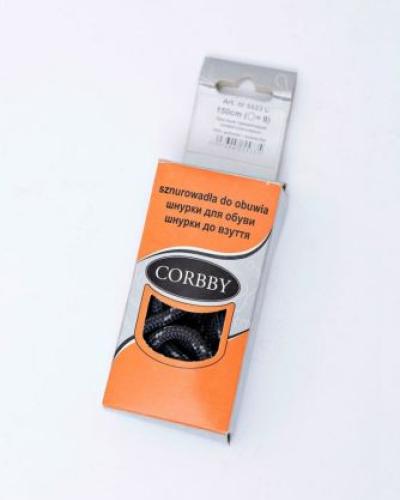 150cm
sznurowadła do obuwia
шнурки для обуви
шнурки до взуття
CORBBY